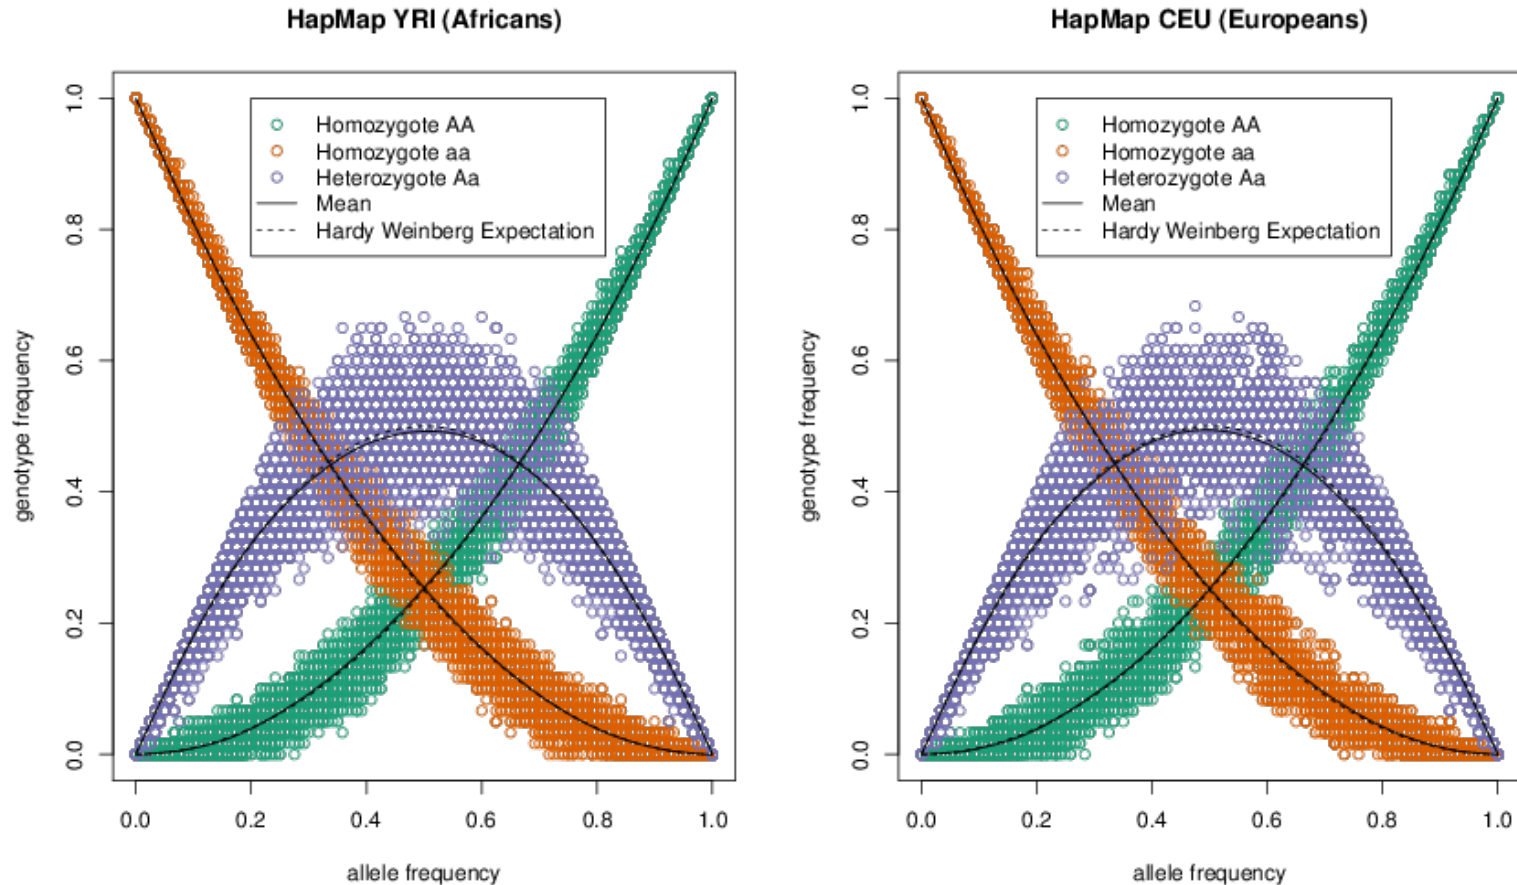 HapMap YRI (Africans)
genotype frequency
1.0
0.8
0.6
0.4
0.2
0.0
Homozygote AA
Homozygote aa
Heterozygote Aa
Mean
Hardy Weinberg Expectation
0.0 0.2 0.4 0.6 0.8 1.0
allele frequency
HapMap CEU (Europeans)
genotype frequency
1.0
0.8
0.6
0.4
0.2
0.0
Homozygote AA
Homozygote aa
Heterozygote Aa
Mean
Hardy Weinberg Expectation
0.0 0.2 0.4 0.6 0.8 1.0
allele frequency